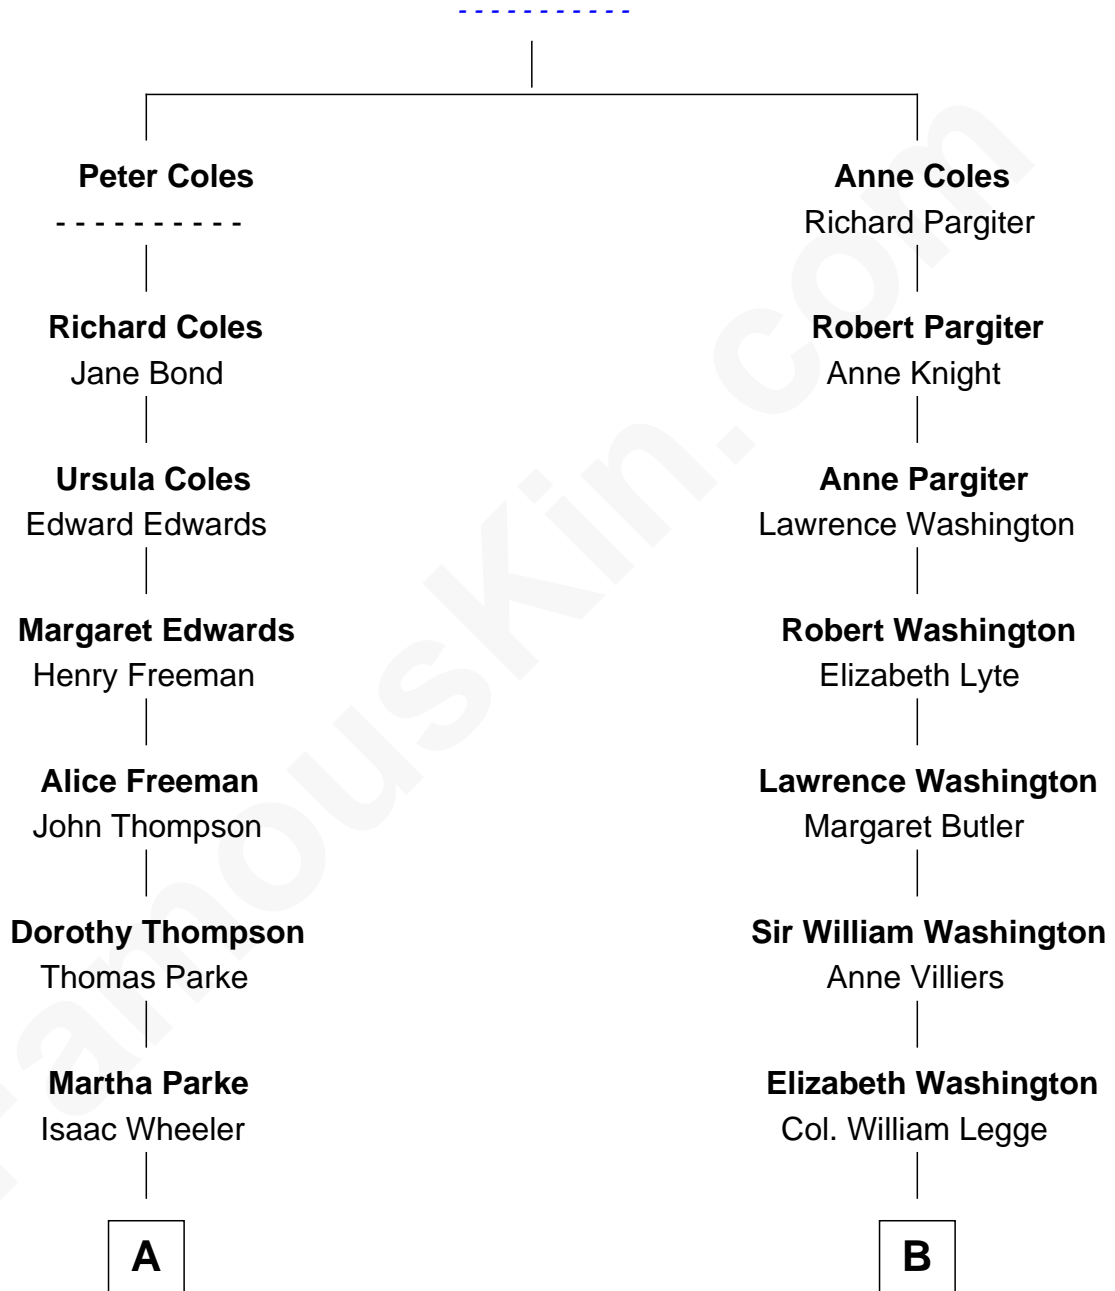 - - - - - - - - - - -
Peter Coles
- - - - - - - - - -
Richard Coles
Jane Bond
Ursula Coles
Edward Edwards
Margaret Edwards
Henry Freeman
Alice Freeman
John Thompson
Dorothy Thompson
Thomas Parke
Martha Parke
Isaac Wheeler
A
Anne Coles
Richard Pargiter
Robert Pargiter
Anne Knight
Anne Pargiter
Lawrence Washington
Robert Washington
Elizabeth Lyte
Lawrence Washington
Margaret Butler
Sir William Washington
Anne Villiers
Elizabeth Washington
Col. William Legge
B
FamousKin.com